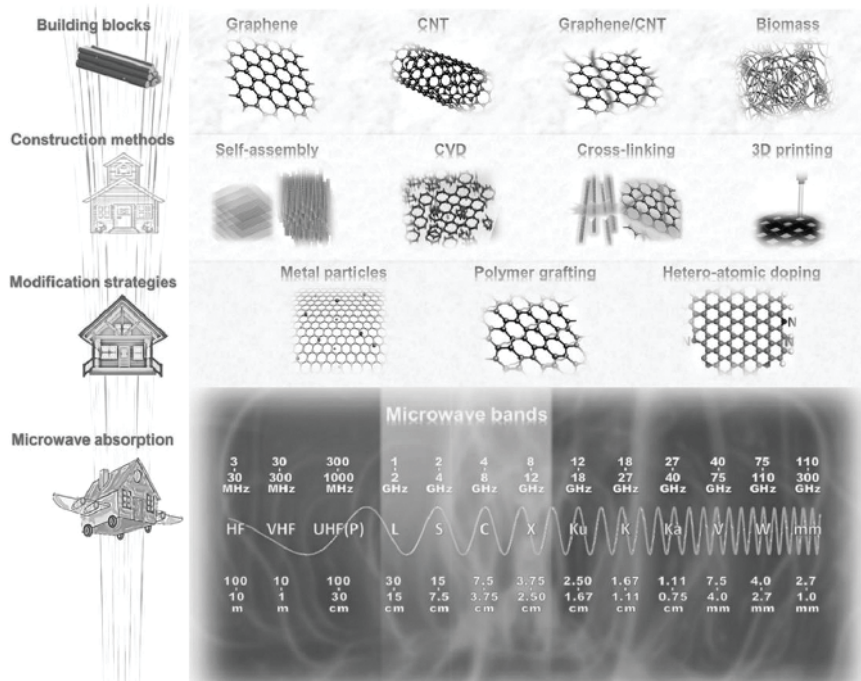 Building blocks
Graphene CNT Graphene/CNT Biomass
Construction methods
Self-assembly CVD Cross-linking 3D printing
Modification strategies
Metal particles Polymer grafting Hetero-atomic doping
N
N
N
Microwave absorption
Microwave bands
3 30 300 1 2 4 8 12 18 27 40 75 110
30 300 1000 2 4 8 12 18 27 40 75 110 300
MHz MHz MHz GHz GHz GHz GHz GHz GHz GHz GHz GHz GHz
HF VHF UHF(P) L S C X Ku K Ka V W mm
100 10 100 30 15 7.5 3.75 2.50 1.67 1.11 7.5 4.0 2.7
10 1 30 15 7.5 3.75 2.50 1.67 1.11 0.75 4.0 2.7 1.0
m m cm cm cm cm cm cm cm cm mm mm mm